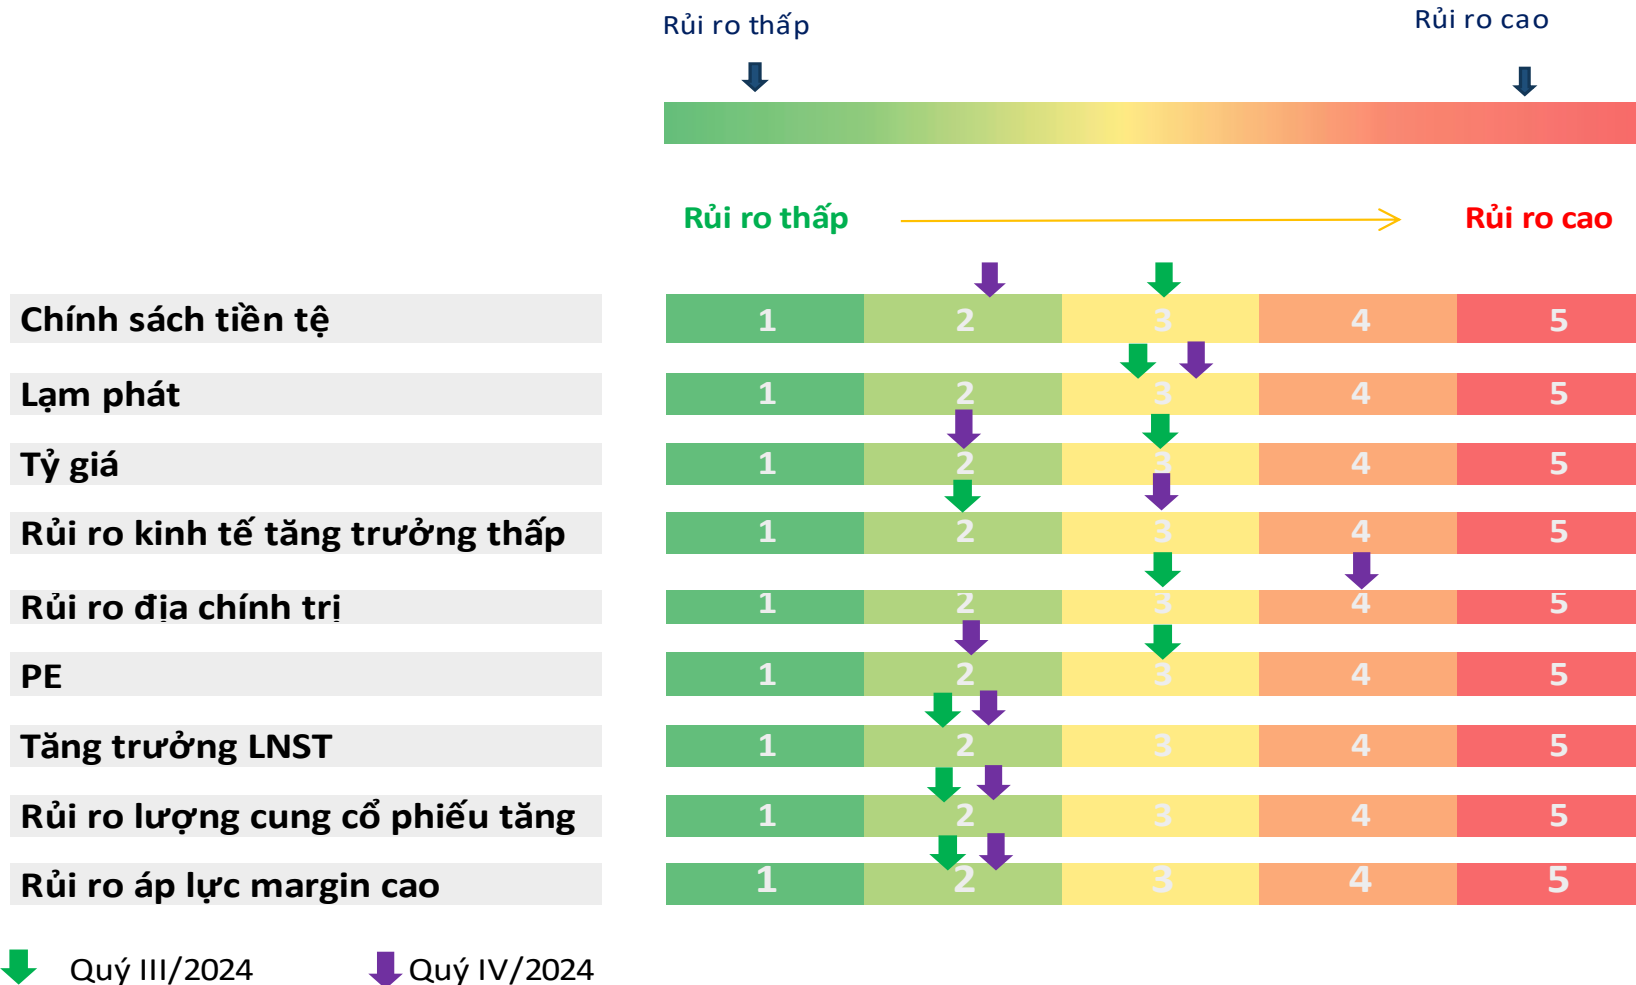 Rủi ro thấp
Rủi ro cao
Rủi ro thấp
Rủi ro cao
Chính sách tiền tệ 1 2 3 4 5
Lạm phát 1 2 3 4 5
Tỷ giá 1 2 3 4 5
Rủi ro kinh tế tăng trưởng thấp 1 2 3 4 5
Rủi ro địa chính trị 1 2 3 4 5
PE 1 2 3 4 5
Tăng trưởng LNST 1 2 3 4 5
Rủi ro lượng cung cổ phiếu tăng 1 2 3 4 5
Rủi ro áp lực margin cao 1 2 3 4 5
Quý III/2024
Quý IV/2024